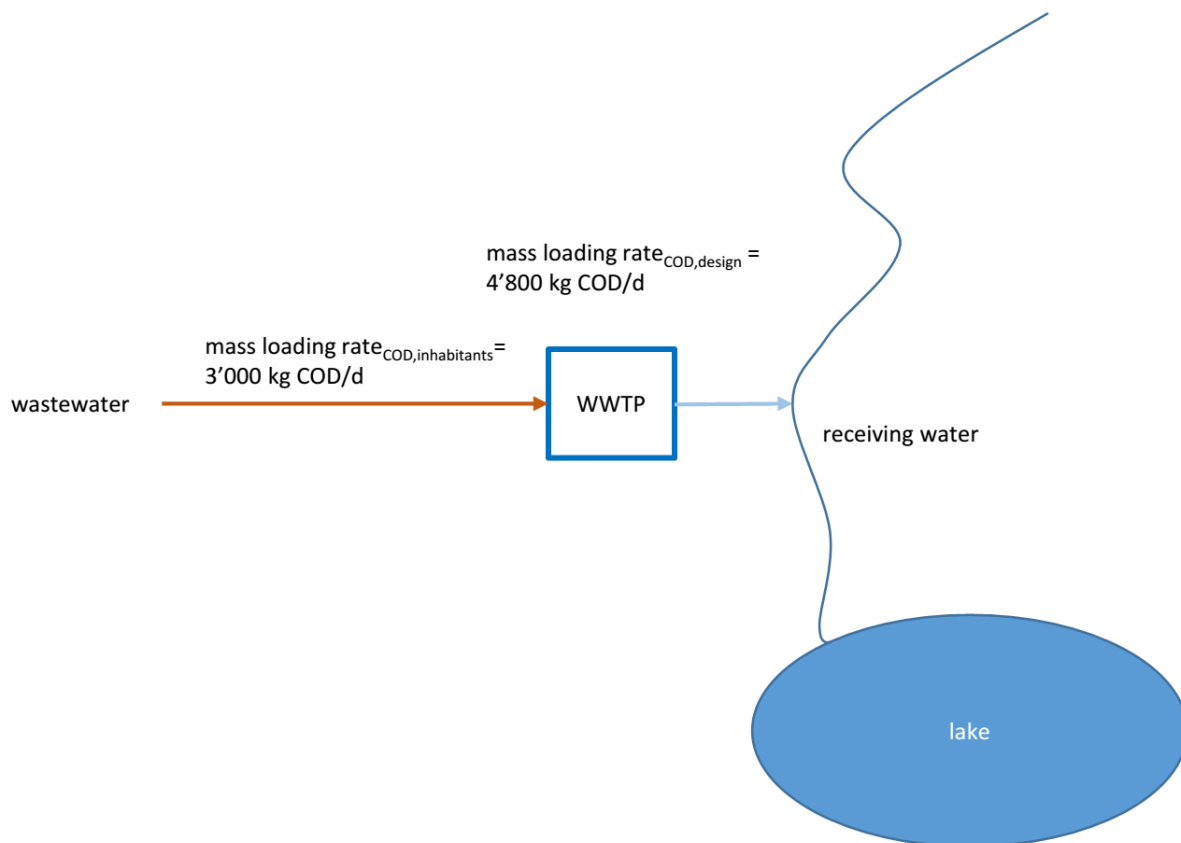 mass loading rateCOD,design =
4’800 kg COD/d
mass loading rateCOD,inhabitants=
3’000 kg COD/d
wastewater
WWTP
receiving water
lake